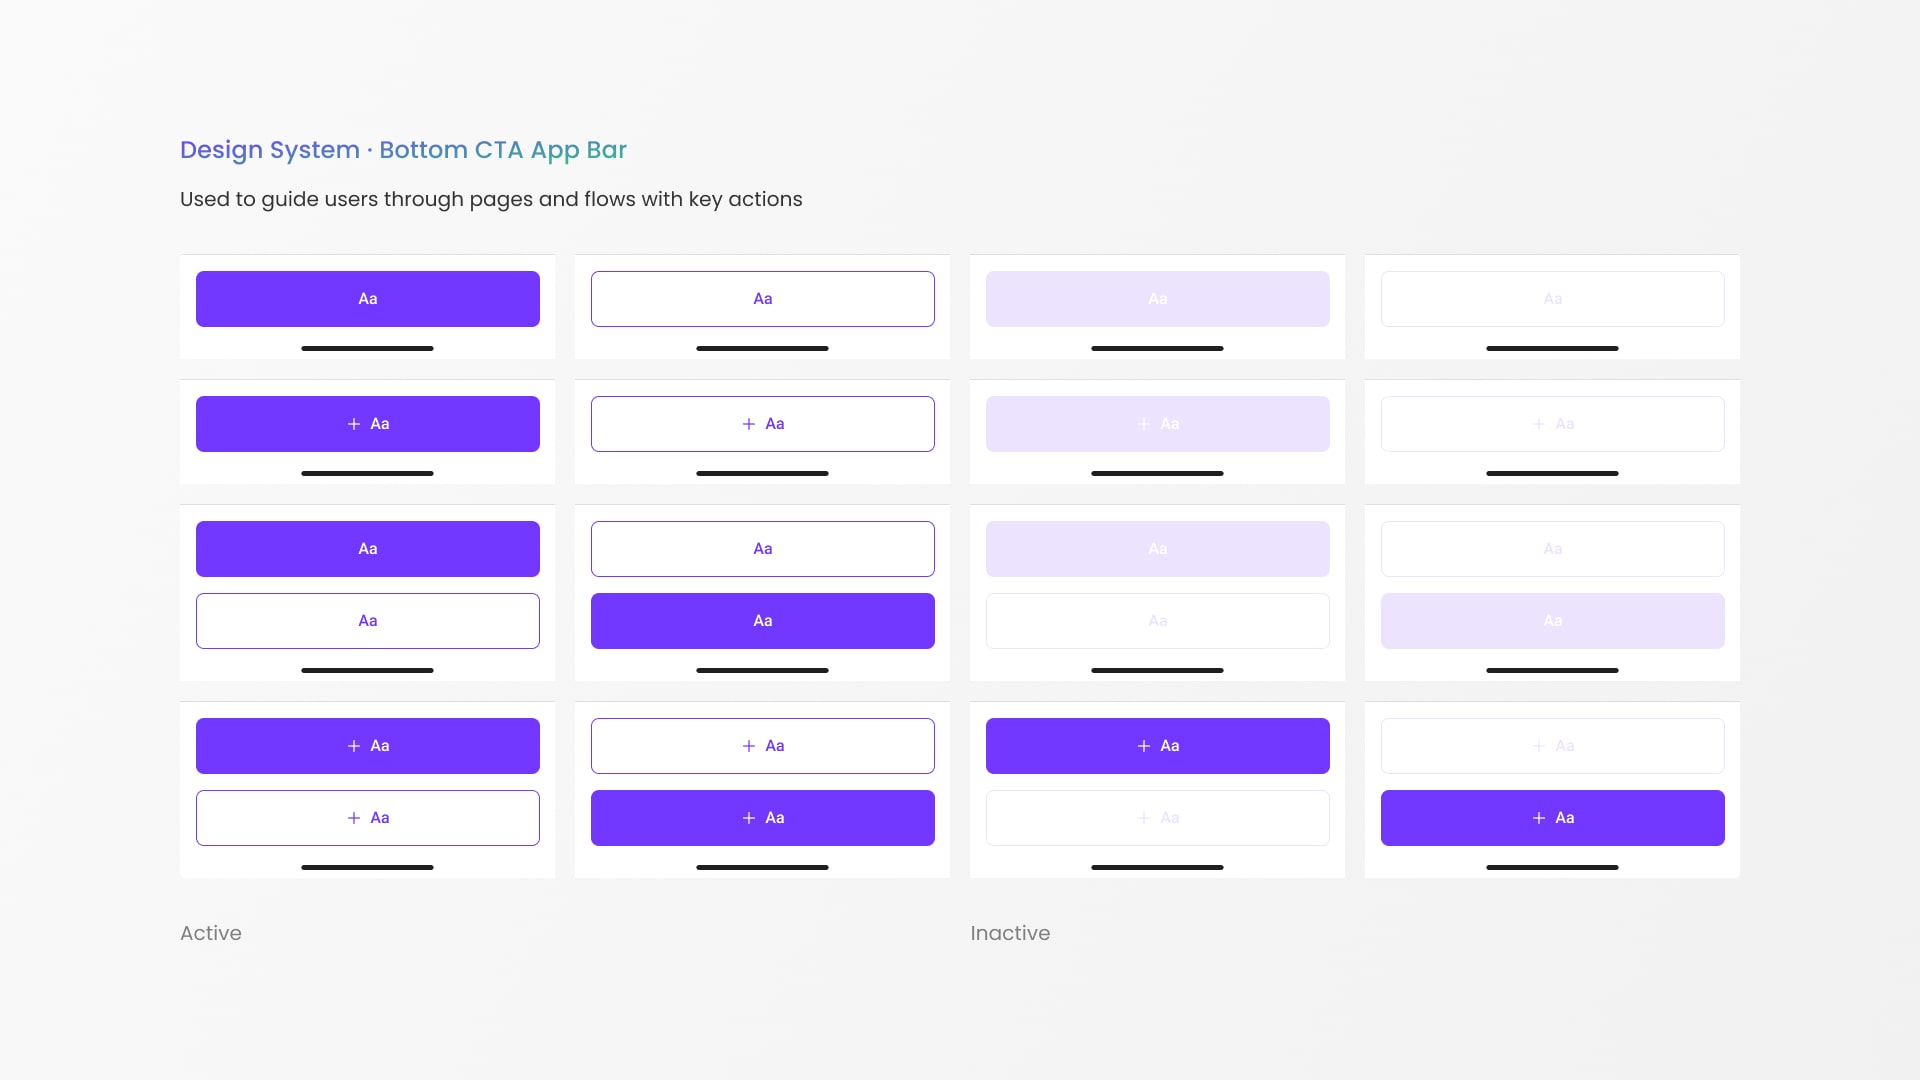 Design System · Bottom CTA App Bar
Used to guide users through pages and flows with key actions
Aa Aa Aa Aa
+ Aa + Aa + Aa + Aa
Aa Aa Aa Aa
Aa Aa Aa Aa
+ Aa + Aa + Aa + Aa
+ Aa + Aa + Aa + Aa
Active Inactive